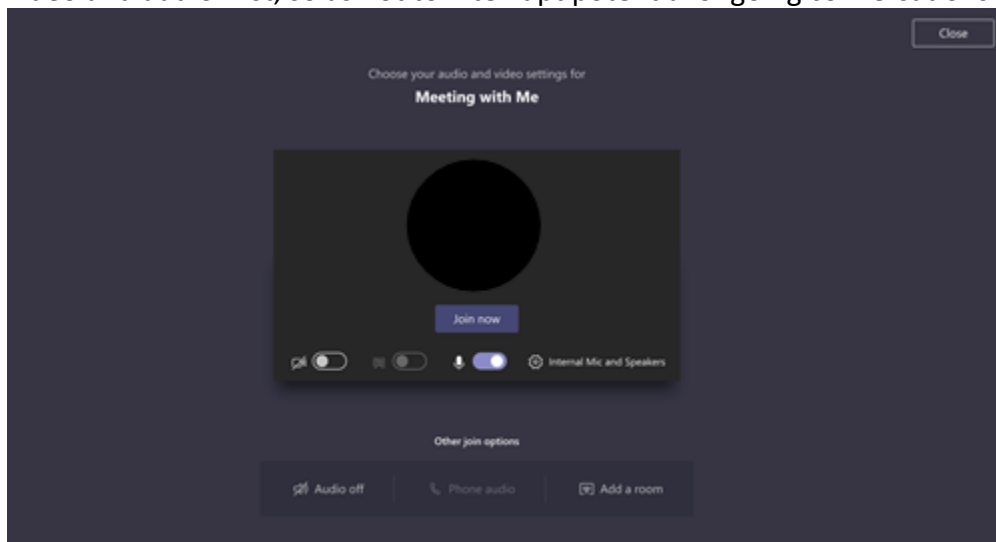 Close
Choose your audio and video settings for
Meeting with Me
Join now
Internal Mic and Speakers
Other join options
Audio off
Phone audio
Add a room